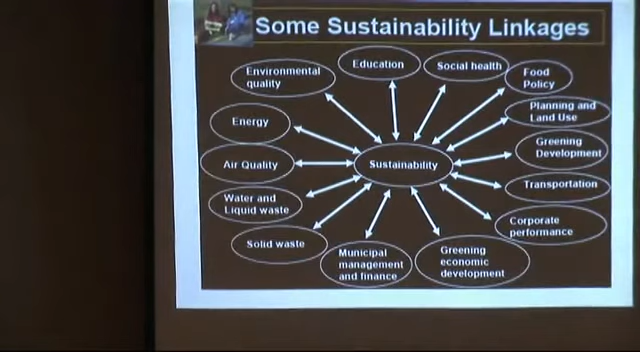 Some Sustainability Linkages
Education
Social health
Environmental
quality
Food
Policy
Planning and
Land Use
Energy
Greening
Development
Air Quality
Sustainability
Transportation
Water and
Liquid waste
Corporate
performance
Solid waste
Municipal
management
and finance
Greening
economic
development